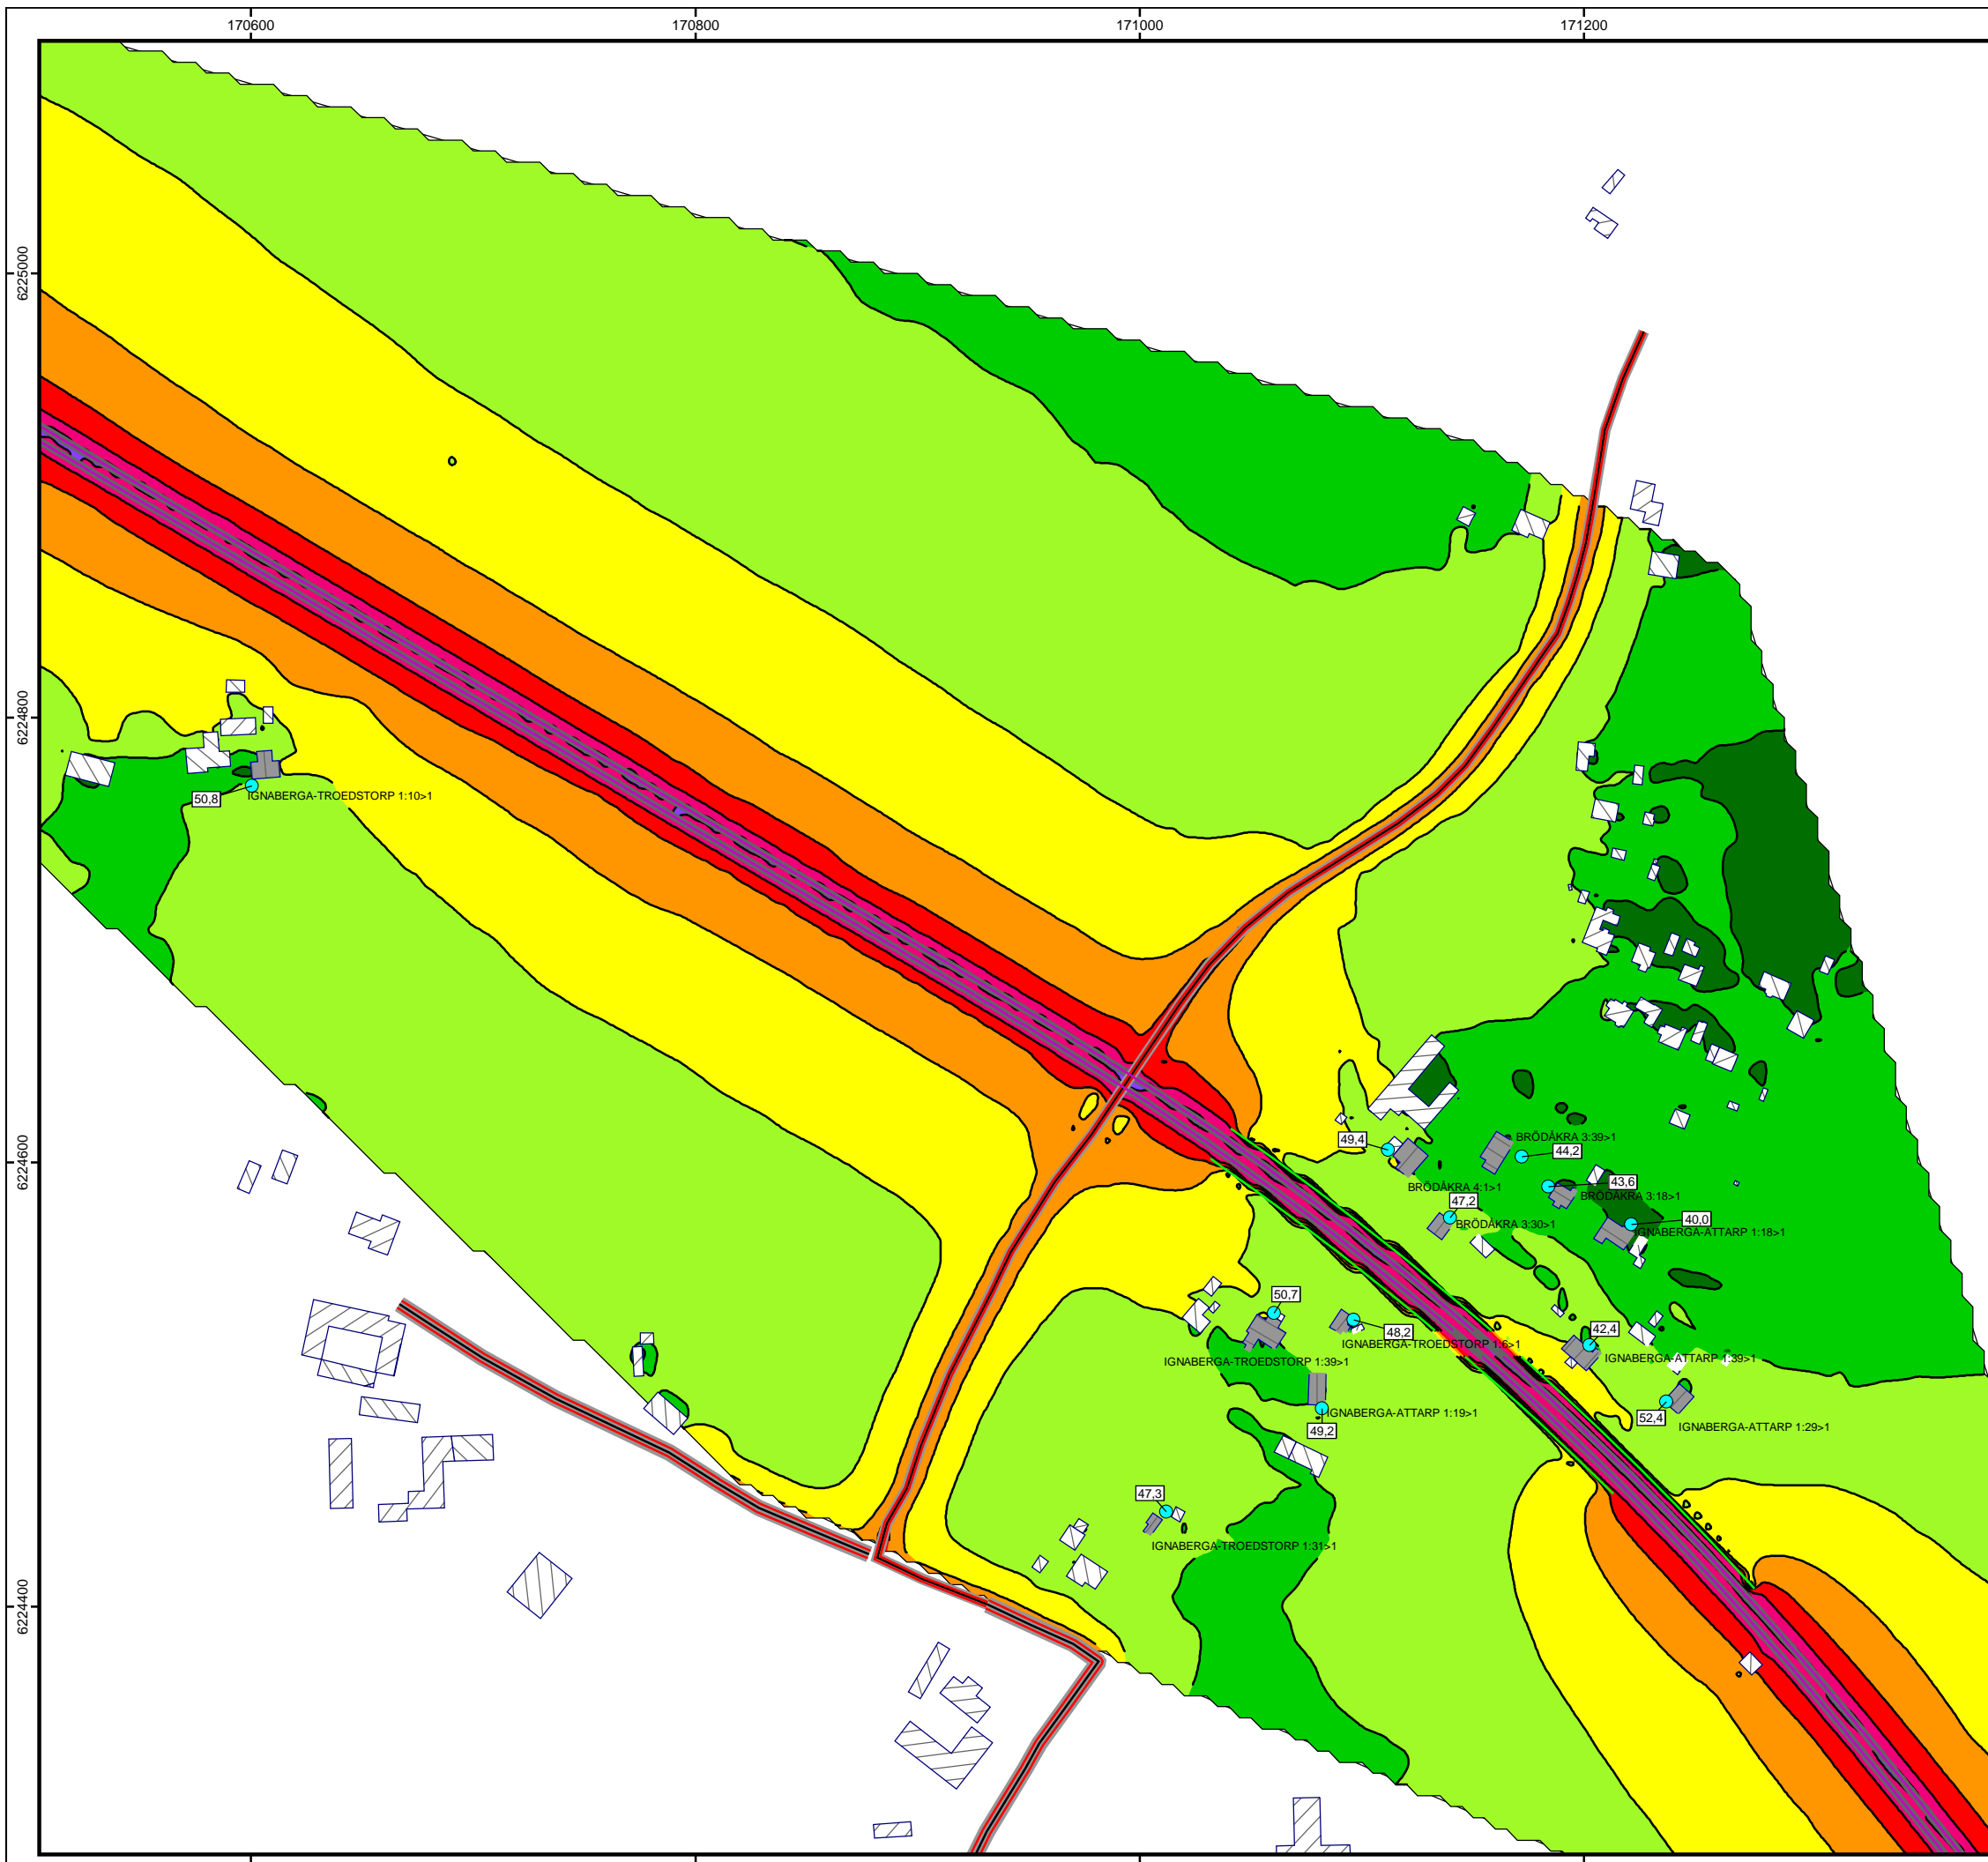 170600
170800
171000
171200
6225000
6224800
6224600
6224400
50,8
IGNABERGA-TROEDSTORP 1:10>1
49,4
BRÖDÅKRA 3:39>1
44,2
BRÖDÅKRA 4:1>1
43,6
BRÖDÅKRA 3:18>1
47,2
BRÖDÅKRA 3:30>1
40,0
IGNABERGA-ATTARP 1:18>1
50,7
48,2
IGNABERGA-TROEDSTORP 1:6>1
42,4
IGNABERGA-ATTARP 1:39>1
IGNABERGA-TROEDSTORP 1:39>1
IGNABERGA-ATTARP 1:19>1
49,2
52,4
IGNABERGA-ATTARP 1:29>1
47,3
IGNABERGA-TROEDSTORP 1:31>1